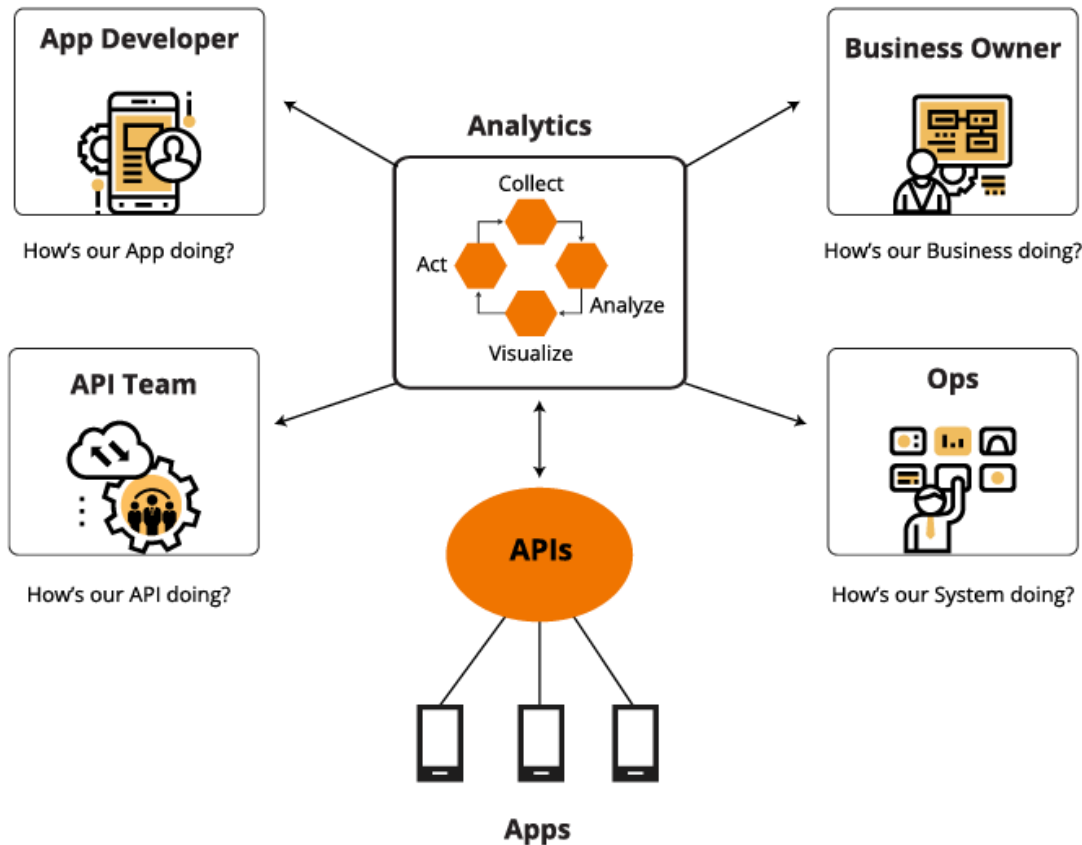 App Developer
How's our App doing?
Business Owner
How's our Business doing?
Analytics
Collect
Act
Analyze
Visualize
API Team
How's our API doing?
Ops
How's our System doing?
APIs
Apps